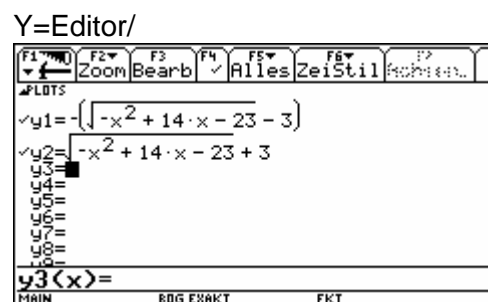 Y=Editor/
F1 F2 Zoom F3 Bearb F4 ✓ F5 Alles F6 ZeiStil
PLOTS
✓y1=-(√-x² + 14·x - 23 - 3)
✓y2=√-x² + 14·x - 23 + 3
y3=
y4=
y5=
y6=
y7=
y8=
y3(x)=
MAIN BOG EXAKT FKT